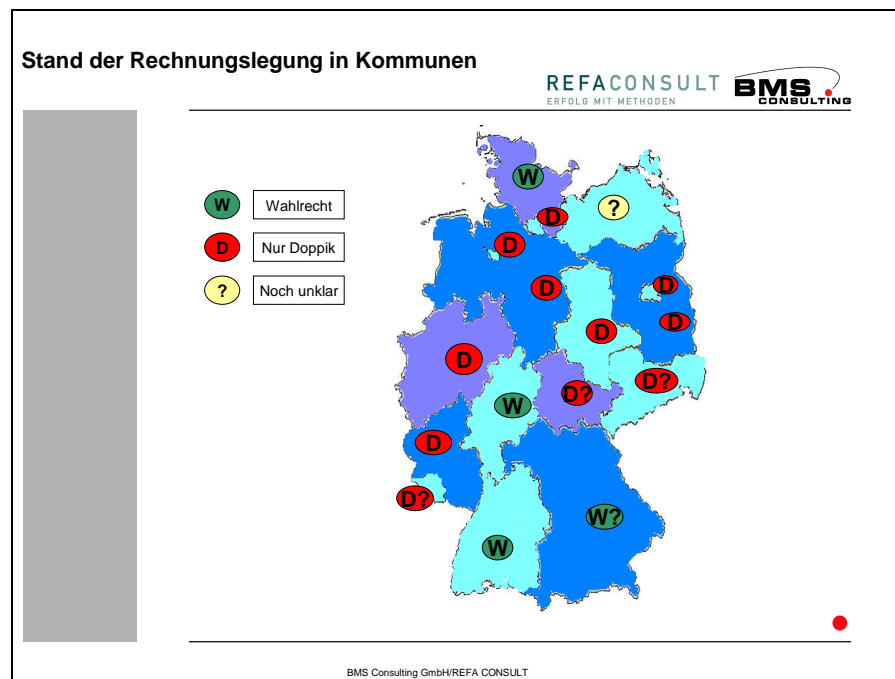 Stand der Rechnungslegung in Kommunen
REFACONSULT
ERFOLG MIT METHODEN
BMS
CONSULTING
W Wahlrecht
D Nur Doppik
? Noch unklar
W
D
?
D
D
D
D
D
D
D?
D?
W
D
D?
W?
W
BMS Consulting GmbH/REFA CONSULT